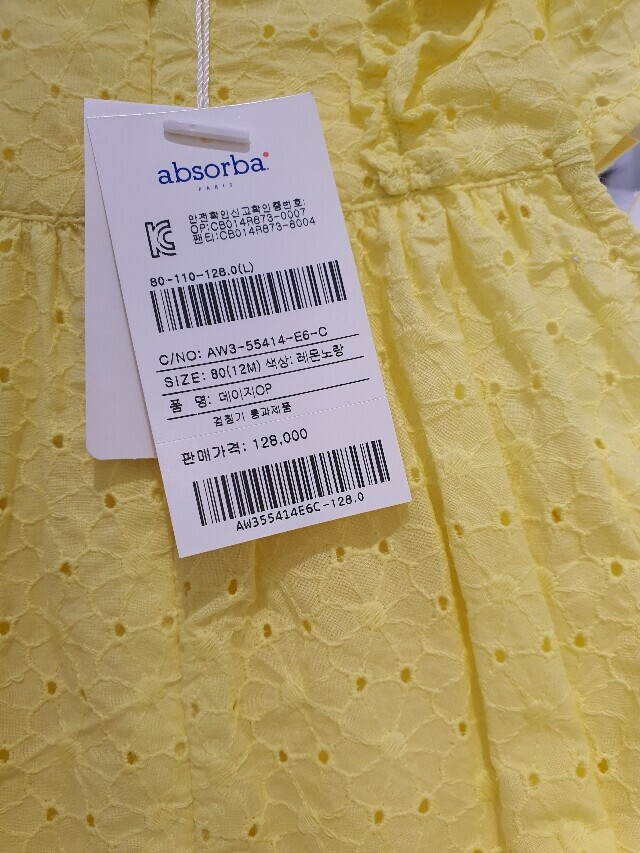 absorba
PARIS
안전확인신고확인증번호:
OP:CB014R873-0007
팬티:CB014R873-8004
80-110-128.0(L)
C/NO: AW3-55414-E6-C
SIZE: 80(12M) 색상: 레몬노랑
품 명: 데이지OP
검침기 통과제품
판매가격: 128,000
AW355414E6C-128.0